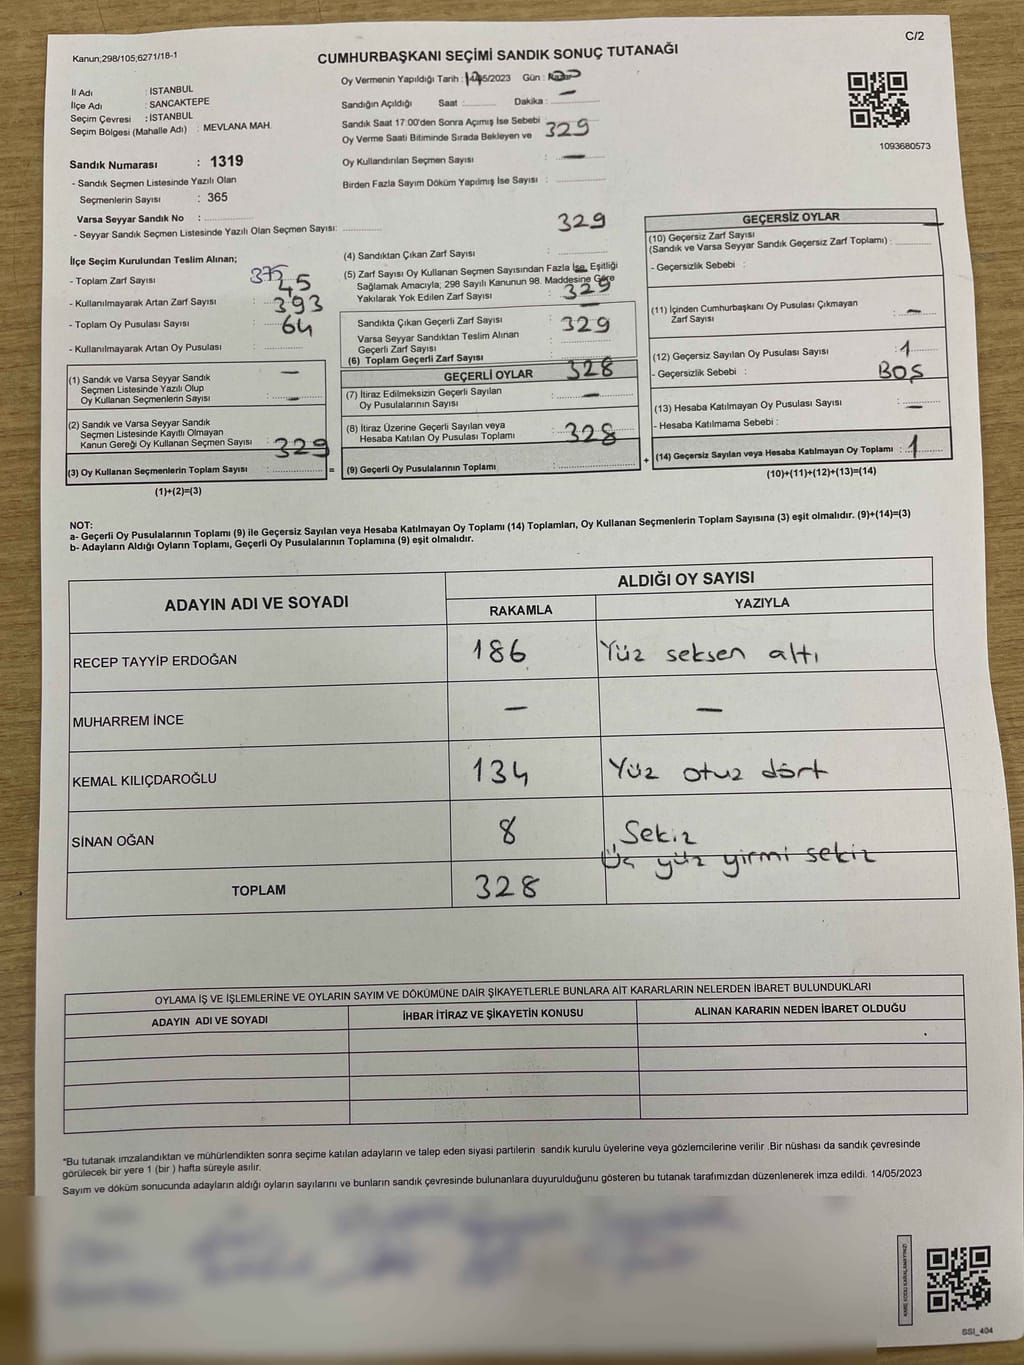 Kanun;298/105;6271/18-1
C/2
CUMHURBAŞKANI SEÇİMİ SANDIK SONUÇ TUTANAĞI
İl Adı : İSTANBUL
İlçe Adı : SANCAKTEPE
Seçim Çevresi : İSTANBUL
Seçim Bölgesi (Mahalle Adı) : MEVLANA MAH.
Sandık Numarası : 1319
- Sandık Seçmen Listesinde Yazılı Olan
Seçmenlerin Sayısı : 365
Varsa Seyyar Sandık No :
- Seyyar Sandık Seçmen Listesinde Yazılı Olan Seçmen Sayısı:
Oy Vermenin Yapıldığı Tarih : 14/05/2023 Gün : Pazar
Sandığın Açıldığı Saat : Dakika : —
Sandık Saat 17:00'den Sonra Açımış İse Sebebi :
Oy Verme Saati Bitiminde Sırada Bekleyen ve 329
Oy Kullandırılan Seçmen Sayısı : —
Birden Fazla Sayım Döküm Yapılmış İse Sayısı :
1093680573
İlçe Seçim Kurulundan Teslim Alınan;
- Toplam Zarf Sayısı : 375
45
- Kullanılmayarak Artan Zarf Sayısı : 393
- Toplam Oy Pusulası Sayısı : 64
- Kullanılmayarak Artan Oy Pusulası :
(1) Sandık ve Varsa Seyyar Sandık —
Seçmen Listesinde Yazılı Olup
Oy Kullanan Seçmenlerin Sayısı : —
(2) Sandık ve Varsa Seyyar Sandık
Seçmen Listesinde Kayıtlı Olmayan
Kanun Gereği Oy Kullanan Seçmen Sayısı : 329
(3) Oy Kullanan Seçmenlerin Toplam Sayısı : =
(1)+(2)=(3)
329
(4) Sandıktan Çıkan Zarf Sayısı :
(5) Zarf Sayısı Oy Kullanan Seçmen Sayısından Fazla İse, Eşitliği —
Sağlamak Amacıyla; 298 Sayılı Kanunun 98. Maddesine Göre
Yakılarak Yok Edilen Zarf Sayısı : 329
Sandıkta Çıkan Geçerli Zarf Sayısı : —
329
Varsa Seyyar Sandıktan Teslim Alınan
Geçerli Zarf Sayısı :
(6) Toplam Geçerli Zarf Sayısı :
GEÇERLİ OYLAR 328
(7) İtiraz Edilmeksizin Geçerli Sayılan
Oy Pusulalarının Sayısı : —
(8) İtiraz Üzerine Geçerli Sayılan veya
Hesaba Katılan Oy Pusulası Toplamı : 328
(9) Geçerli Oy Pusulalarının Toplamı : +
GEÇERSİZ OYLAR
(10) Geçersiz Zarf Sayısı —
(Sandık ve Varsa Seyyar Sandık Geçersiz Zarf Toplamı) :
- Geçersizlik Sebebi :
(11) İçinden Cumhurbaşkanı Oy Pusulası Çıkmayan
Zarf Sayısı : —
(12) Geçersiz Sayılan Oy Pusulası Sayısı : 1
- Geçersizlik Sebebi : BOŞ
(13) Hesaba Katılmayan Oy Pusulası Sayısı : —
- Hesaba Katılmama Sebebi :
(14) Geçersiz Sayılan veya Hesaba Katılmayan Oy Toplamı : 1
(10)+(11)+(12)+(13)=(14)
NOT:
a- Geçerli Oy Pusulalarının Toplamı (9) ile Geçersiz Sayılan veya Hesaba Katılmayan Oy Toplamı (14) Toplamları, Oy Kullanan Seçmenlerin Toplam Sayısına (3) eşit olmalıdır. (9)+(14)=(3)
b- Adayların Aldığı Oyların Toplamı, Geçerli Oy Pusulalarının Toplamına (9) eşit olmalıdır.
ADAYIN ADI VE SOYADI
ALDIĞI OY SAYISI
RAKAMLA YAZIYLA
RECEP TAYYİP ERDOĞAN 186 Yüz seksen altı
MUHARREM İNCE — —
KEMAL KILIÇDAROĞLU 134 Yüz otuz dört
SİNAN OĞAN 8 Sekiz
TOPLAM 328 Üç yüz yirmi sekiz
OYLAMA İŞ VE İŞLEMLERİNE VE OYLARIN SAYIM VE DÖKÜMÜNE DAİR ŞİKAYETLERLE BUNLARA AİT KARARLARIN NELERDEN İBARET BULUNDUKLARI
ADAYIN ADI VE SOYADI İHBAR İTİRAZ VE ŞİKAYETİN KONUSU ALINAN KARARIN NEDEN İBARET OLDUĞU
*Bu tutanak imzalandıktan ve mühürlendikten sonra seçime katılan adayların ve talep eden siyasi partilerin sandık kurulu üyelerine veya gözlemcilerine verilir .Bir nüshası da sandık çevresinde
görülecek bir yere 1 (bir ) hafta süreyle asılır.
Sayım ve döküm sonucunda adayların aldığı oyların sayılarını ve bunların sandık çevresinde bulunanlara duyurulduğunu gösteren bu tutanak tarafımızdan düzenlenerek imza edildi. 14/05/2023
KARE KODU KARALAMAYINIZ!
SSI_404